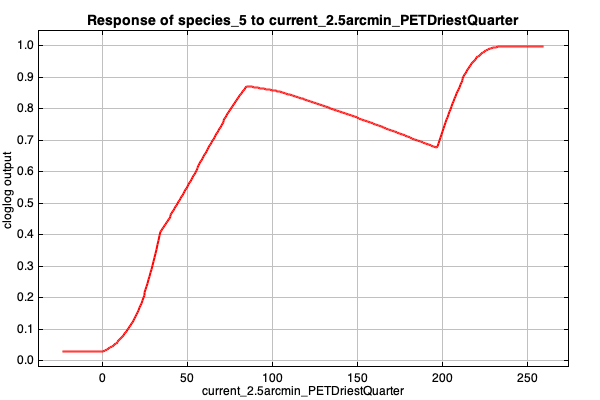 Response of species_5 to current_2.5arcmin_PETDriestQuarter
1.0
0.9
0.8
0.7
0.6
0.5
0.4
0.3
0.2
0.1
0.0
cloglog output
0 50 100 150 200 250
current_2.5arcmin_PETDriestQuarter